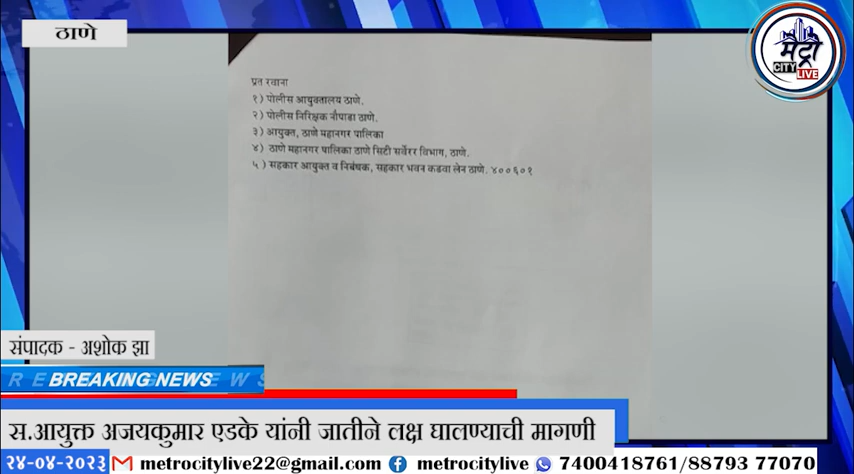 ठाणे
मेट्रो
CITY
LIVE
प्रत रवाना
१) पोलीस आयुक्तालय ठाणे.
२) पोलीस निरिक्षक नौपाडा ठाणे.
३) आयुक्त, ठाणे महानगर पालिका
४) ठाणे महानगर पालिका ठाणे सिटी सर्वेरर विभाग, ठाणे.
५) सहकार आयुक्त व निबंधक, सहकार भवन कडवा लेन ठाणे. ४००६०१
संपादक - अशोक झा
BREAKING NEWS
स.आयुक्त अजयकुमार एडके यांनी जातीने लक्ष घालण्याची मागणी
२४-०४-२०२३ metrocitylive22@gmail.com / metrocitylive 7400418761/88793 77070